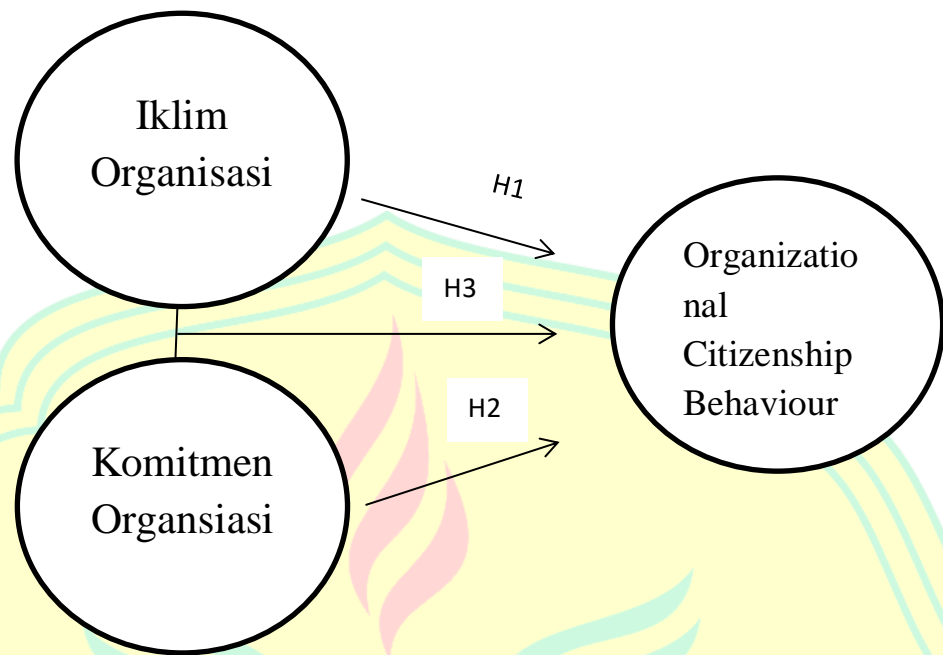 Iklim
Organisasi
H1
H3
H2
Organizatio
nal
Citizenship
Behaviour
Komitmen
Organsiasi